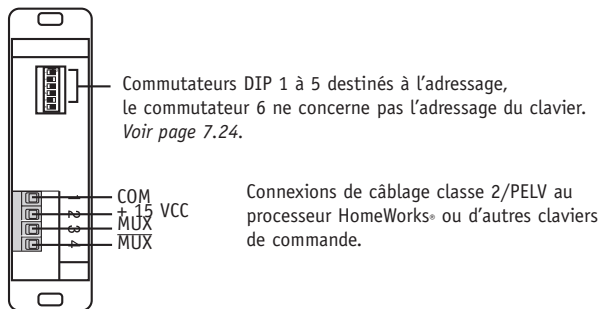 Commutateurs DIP 1 à 5 destinés à l’adressage,
le commutateur 6 ne concerne pas l’adressage du clavier.
Voir page 7.24.
1 COM
2 + 15 VCC
3 MUX
4 MUX
Connexions de câblage classe 2/PELV au
processeur HomeWorks® ou d’autres claviers
de commande.